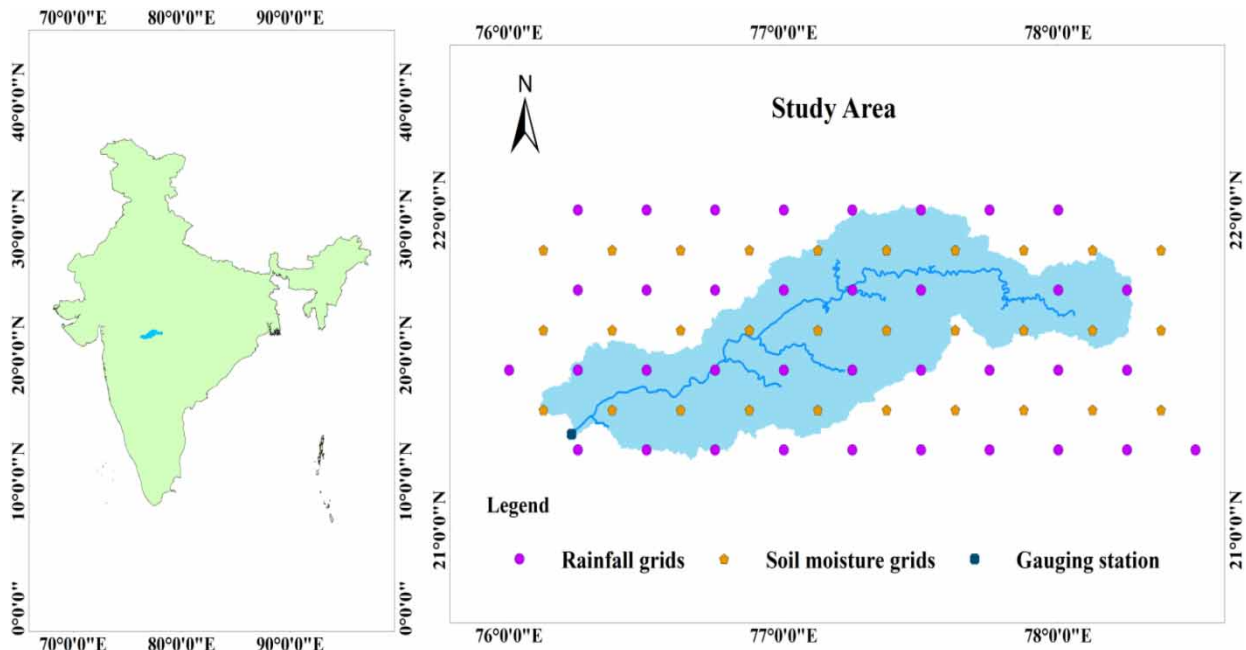 70°0'0"E 80°0'0"E 90°0'0"E
40°0'0"N
30°0'0"N
20°0'0"N
10°0'0"N
0°0'0"
40°0'0"N
30°0'0"N
20°0'0"N
10°0'0"N
0°0'0"
70°0'0"E 80°0'0"E 90°0'0"E
76°0'0"E 77°0'0"E 78°0'0"E
N
Study Area
22°0'0"N
21°0'0"N
22°0'0"N
21°0'0"N
Legend
Rainfall grids Soil moisture grids Gauging station
76°0'0"E 77°0'0"E 78°0'0"E